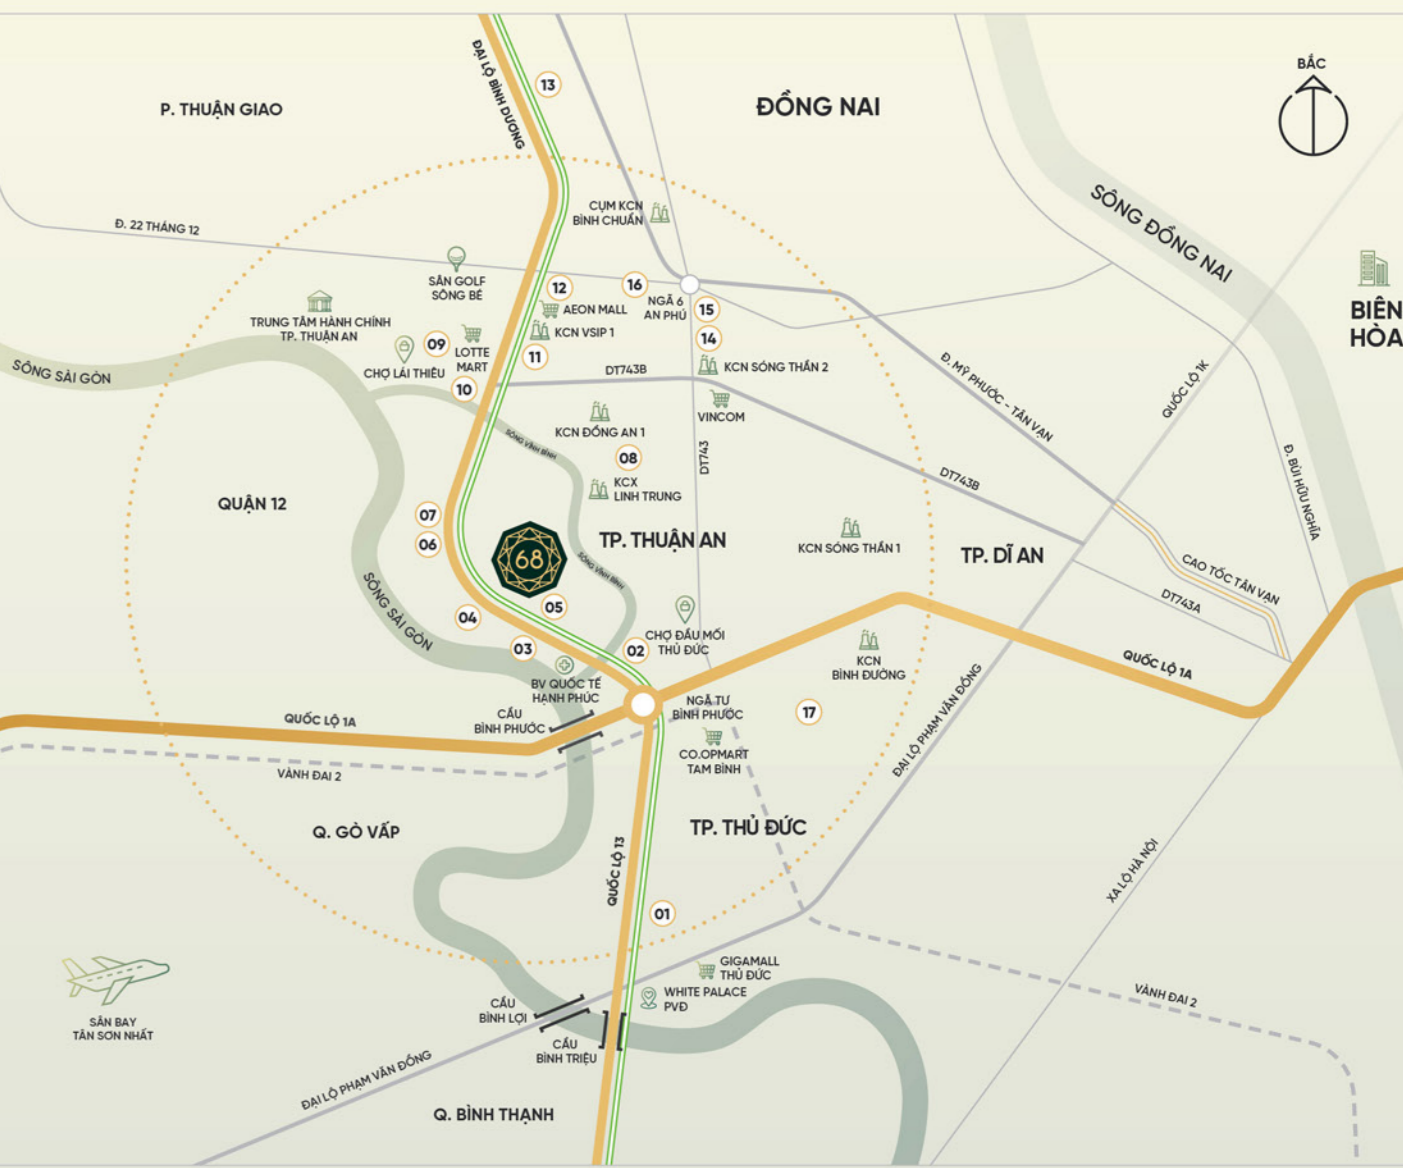 BẮC
ĐẠI LỘ BÌNH DƯƠNG
13
P. THUẬN GIAO
ĐỒNG NAI
SÔNG ĐỒNG NAI
CỤM KCN
BÌNH CHUẨN
Đ. 22 THÁNG 12
SÂN GOLF
SÔNG BÉ
12
16
AEON MALL
NGÃ 6
AN PHÚ
15
BIÊN
HÒA
TRUNG TÂM HÀNH CHÍNH
TP. THUẬN AN
KCN VSIP 1
14
09
LOTTE
MART
11
CHỢ LÁI THIÊU
SÔNG SÀI GÒN
DT743B
KCN SÓNG THẦN 2
10
Đ. MỸ PHƯỚC - TÂN VẠN
QUỐC LỘ 1K
VINCOM
KCN ĐỒNG AN 1
SÔNG VĨNH BÌNH
08
DT743
DT743B
Đ. BÙI HỮU NGHĨA
KCX
LINH TRUNG
QUẬN 12
07
06
68
TP. THUẬN AN
KCN SÓNG THẦN 1
TP. DĨ AN
CAO TỐC TÂN VẠN
DT743A
SÔNG VĨNH BÌNH
SÔNG SÀI GÒN
05
04
03
02
CHỢ ĐẦU MỐI
THỦ ĐỨC
KCN
BÌNH ĐƯỜNG
QUỐC LỘ 1A
BV QUỐC TẾ
HẠNH PHÚC
NGÃ TƯ
BÌNH PHƯỚC
17
CẦU
BÌNH PHƯỚC
QUỐC LỘ 1A
ĐẠI LỘ PHẠM VĂN ĐỒNG
CO.OPMART
TAM BÌNH
VÀNH ĐAI 2
Q. GÒ VẤP
TP. THỦ ĐỨC
QUỐC LỘ 13
XA LỘ HÀ NỘI
01
GIGAMALL
THỦ ĐỨC
WHITE PALACE
PVĐ
VÀNH ĐAI 2
SÂN BAY
TÂN SƠN NHẤT
CẦU
BÌNH LỢI
CẦU
BÌNH TRIỆU
ĐẠI LỘ PHẠM VĂN ĐỒNG
Q. BÌNH THẠNH